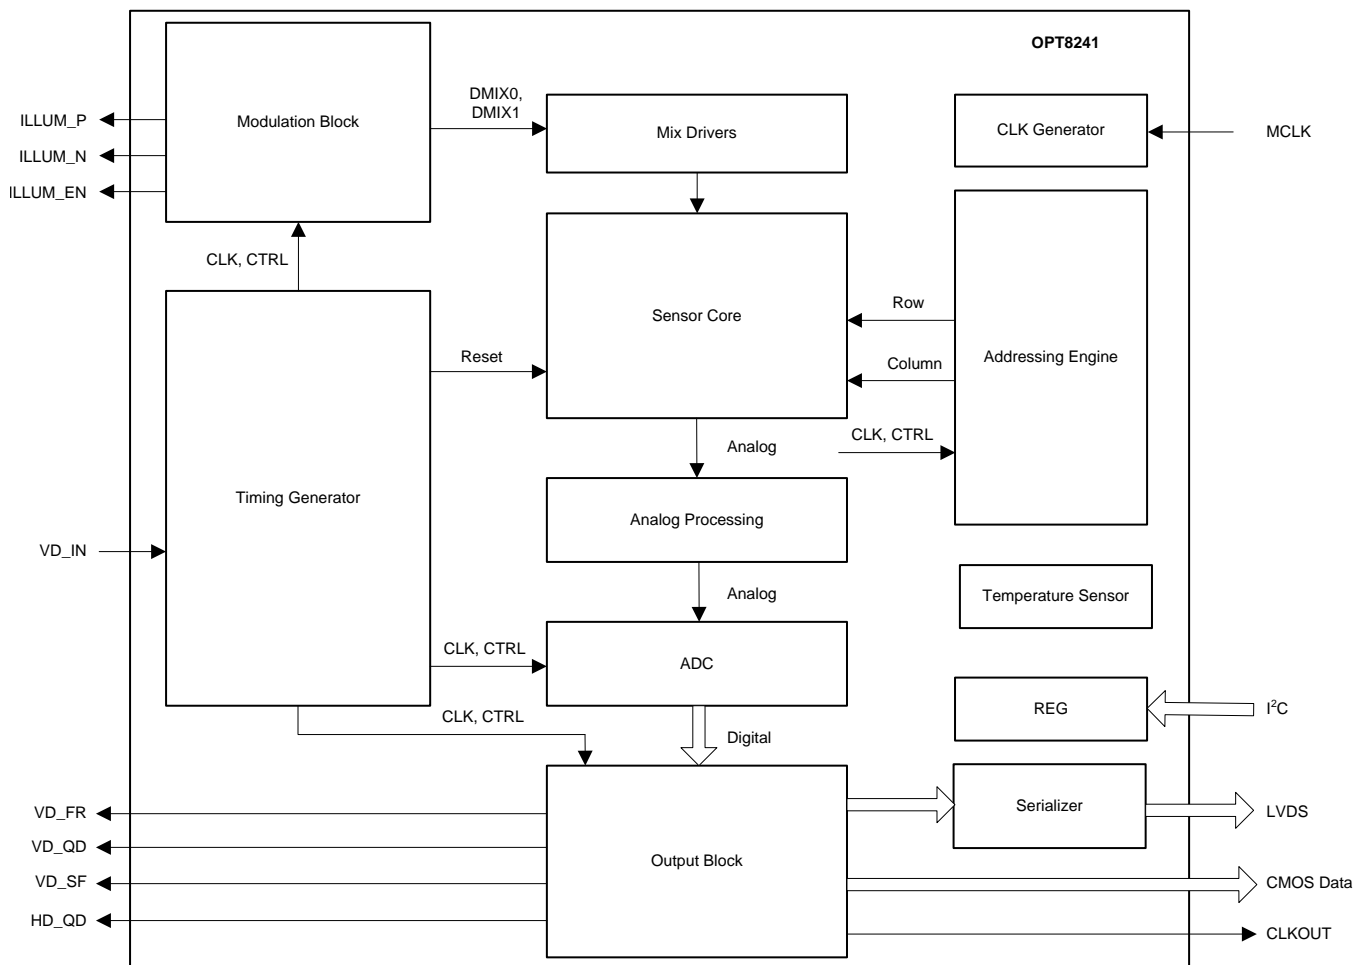 OPT8241
DMIX0,
DMIX1
ILLUM_P
Modulation Block
Mix Drivers
CLK Generator
MCLK
ILLUM_N
ILLUM_EN
CLK, CTRL
Row
Sensor Core
Reset
Column
Addressing Engine
Analog
CLK, CTRL
Timing Generator
Analog Processing
VD_IN
Analog
Temperature Sensor
CLK, CTRL
ADC
REG
I²C
CLK, CTRL
Digital
VD_FR
Serializer
LVDS
VD_QD
Output Block
VD_SF
CMOS Data
HD_QD
CLKOUT